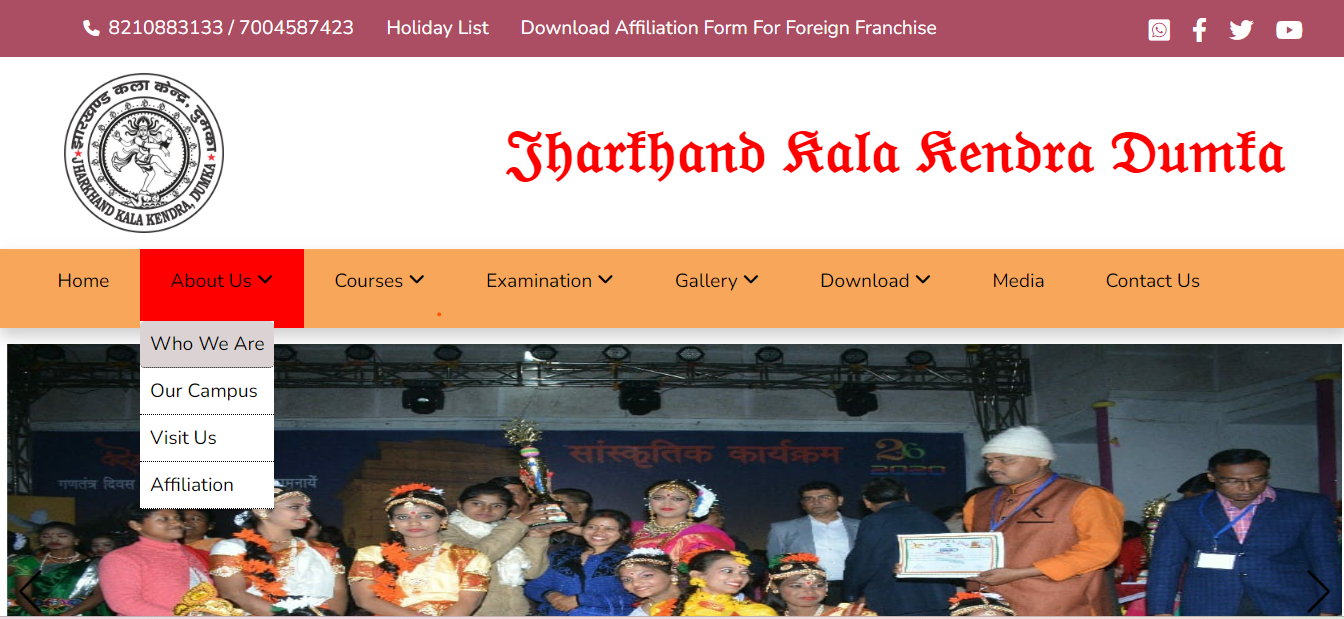 8210883133 / 7004587423 Holiday List Download Affiliation Form For Foreign Franchise
झारखण्ड कला केन्द्र, दुमका
JHARKHAND KALA KENDRA, DUMKA
Jharkhand Kala Kendra Dumka
Home About Us Courses Examination Gallery Download Media Contact Us
Who We Are
Our Campus
Visit Us
Affiliation
सांस्कृतिक कार्यक्रम 26
2020
गणतंत्र दिवस